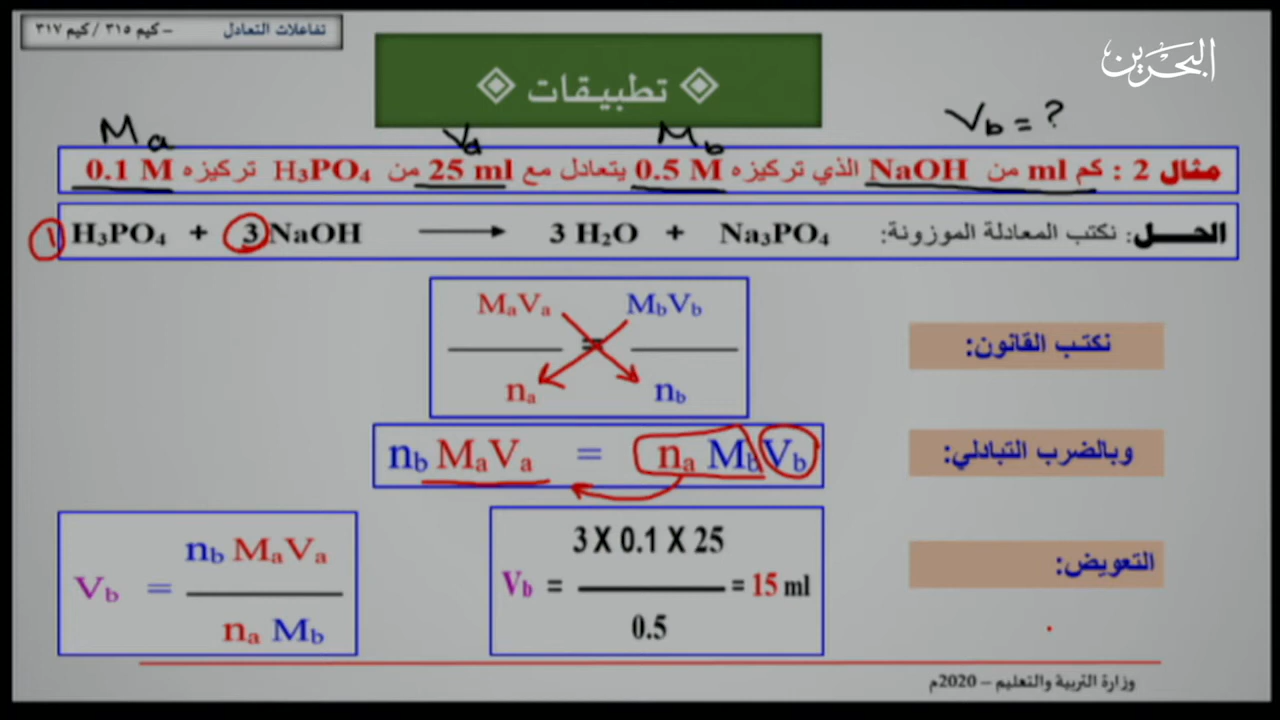 تفاعلات التعادل – كيم ٣١٥ / كيم ٣١٧
البحرين
◈ تطبيقات ◈
Ma Va Mb Vb = ?
مثال 2 : كم ml من NaOH الذي تركيزه 0.5 M يتعادل مع 25 ml من H₃PO₄ تركيزه 0.1 M
الحـــل: نكتب المعادلة الموزونة:
١ H₃PO₄ + 3 NaOH ⟶ 3 H₂O + Na₃PO₄
نكتب القانون:
MaVa / na = MbVb / nb
وبالضرب التبادلي:
nb MaVa = na MbVb
التعويض:
Vb = 3 X 0.1 X 25 / 0.5 = 15 ml
Vb = nb MaVa / na Mb
وزارة التربية والتعليم – 2020م